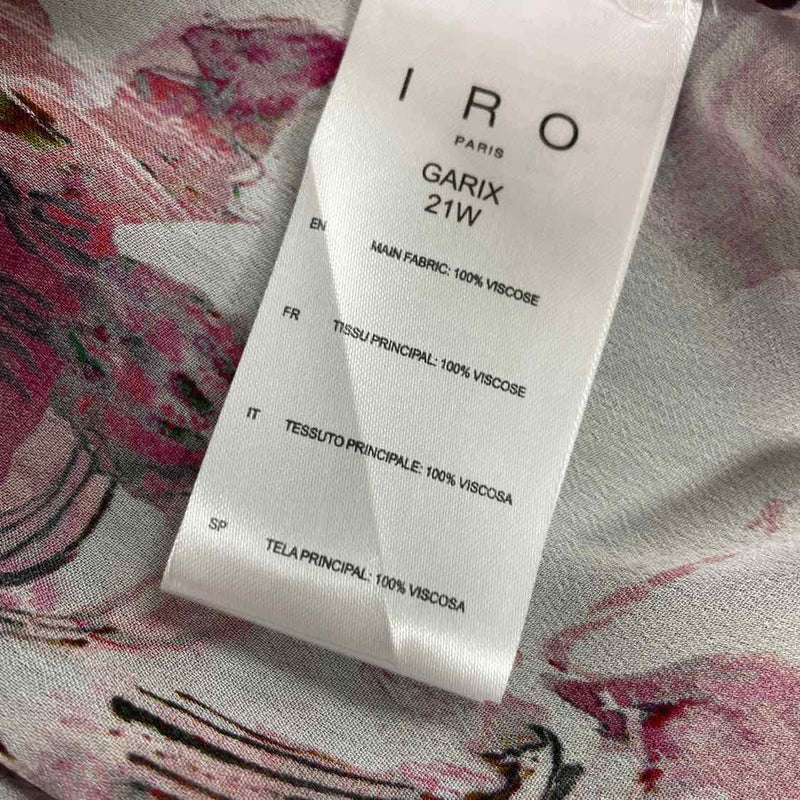 IRO
PARIS
GARIX
21W
EN MAIN FABRIC: 100% VISCOSE
FR TISSU PRINCIPAL: 100% VISCOSE
IT TESSUTO PRINCIPALE: 100% VISCOSA
SP TELA PRINCIPAL: 100% VISCOSA